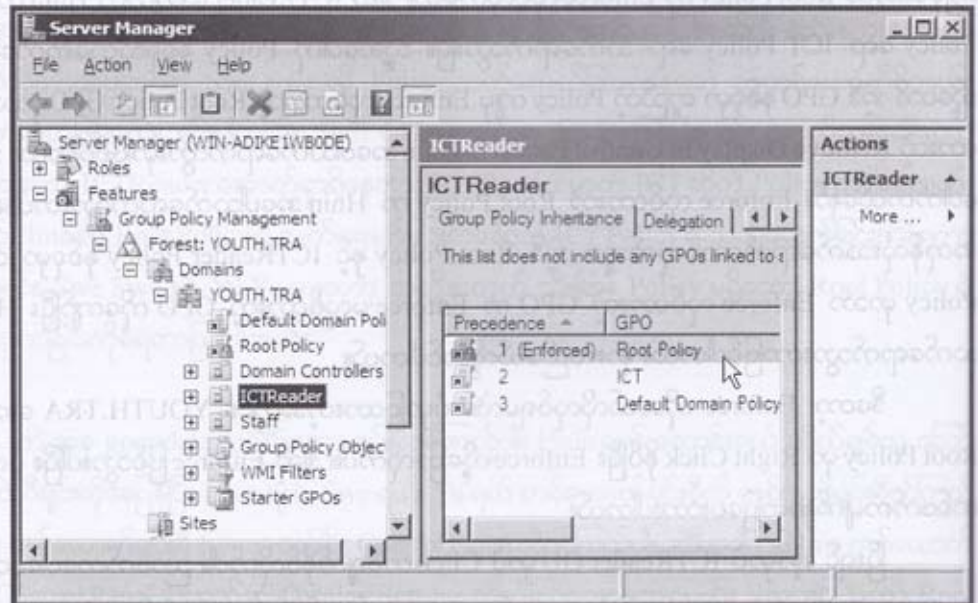 Server Manager
File Action View Help
Server Manager (WIN-ADIKE1WB0DE)
Roles
Features
Group Policy Management
Forest: YOUTH.TRA
Domains
YOUTH.TRA
Default Domain Poli
Root Policy
Domain Controllers
ICTReader
Staff
Group Policy Objec
WMI Filters
Starter GPOs
Sites
ICTReader
ICTReader
Group Policy Inheritance Delegation
This list does not include any GPOs linked to s
Precedence GPO
1 (Enforced) Root Policy
2 ICT
3 Default Domain Policy
Actions
ICTReader
More ...